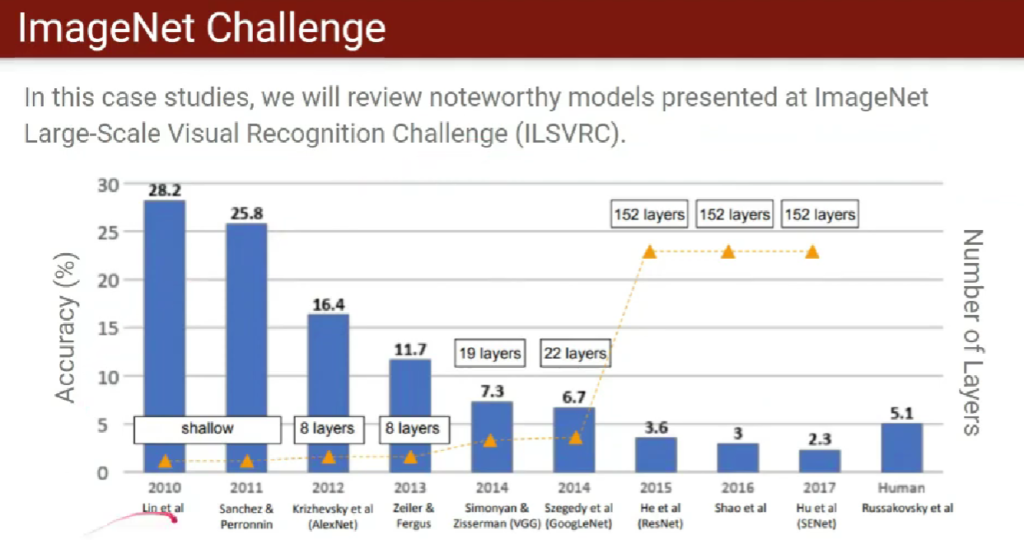 ImageNet Challenge
In this case studies, we will review noteworthy models presented at ImageNet
Large-Scale Visual Recognition Challenge (ILSVRC).
Accuracy (%)
30
25
20
15
10
5
0
28.2
25.8
16.4
11.7
7.3
6.7
3.6
3
2.3
5.1
shallow
8 layers
8 layers
19 layers
22 layers
152 layers
152 layers
152 layers
Number of Layers
2010
Lin et al
2011
Sanchez &
Perronnin
2012
Krizhevsky et al
(AlexNet)
2013
Zeiler &
Fergus
2014
Simonyan &
Zisserman (VGG)
2014
Szegedy et al
(GoogLeNet)
2015
He et al
(ResNet)
2016
Shao et al
2017
Hu et al
(SENet)
Human
Russakovsky et al